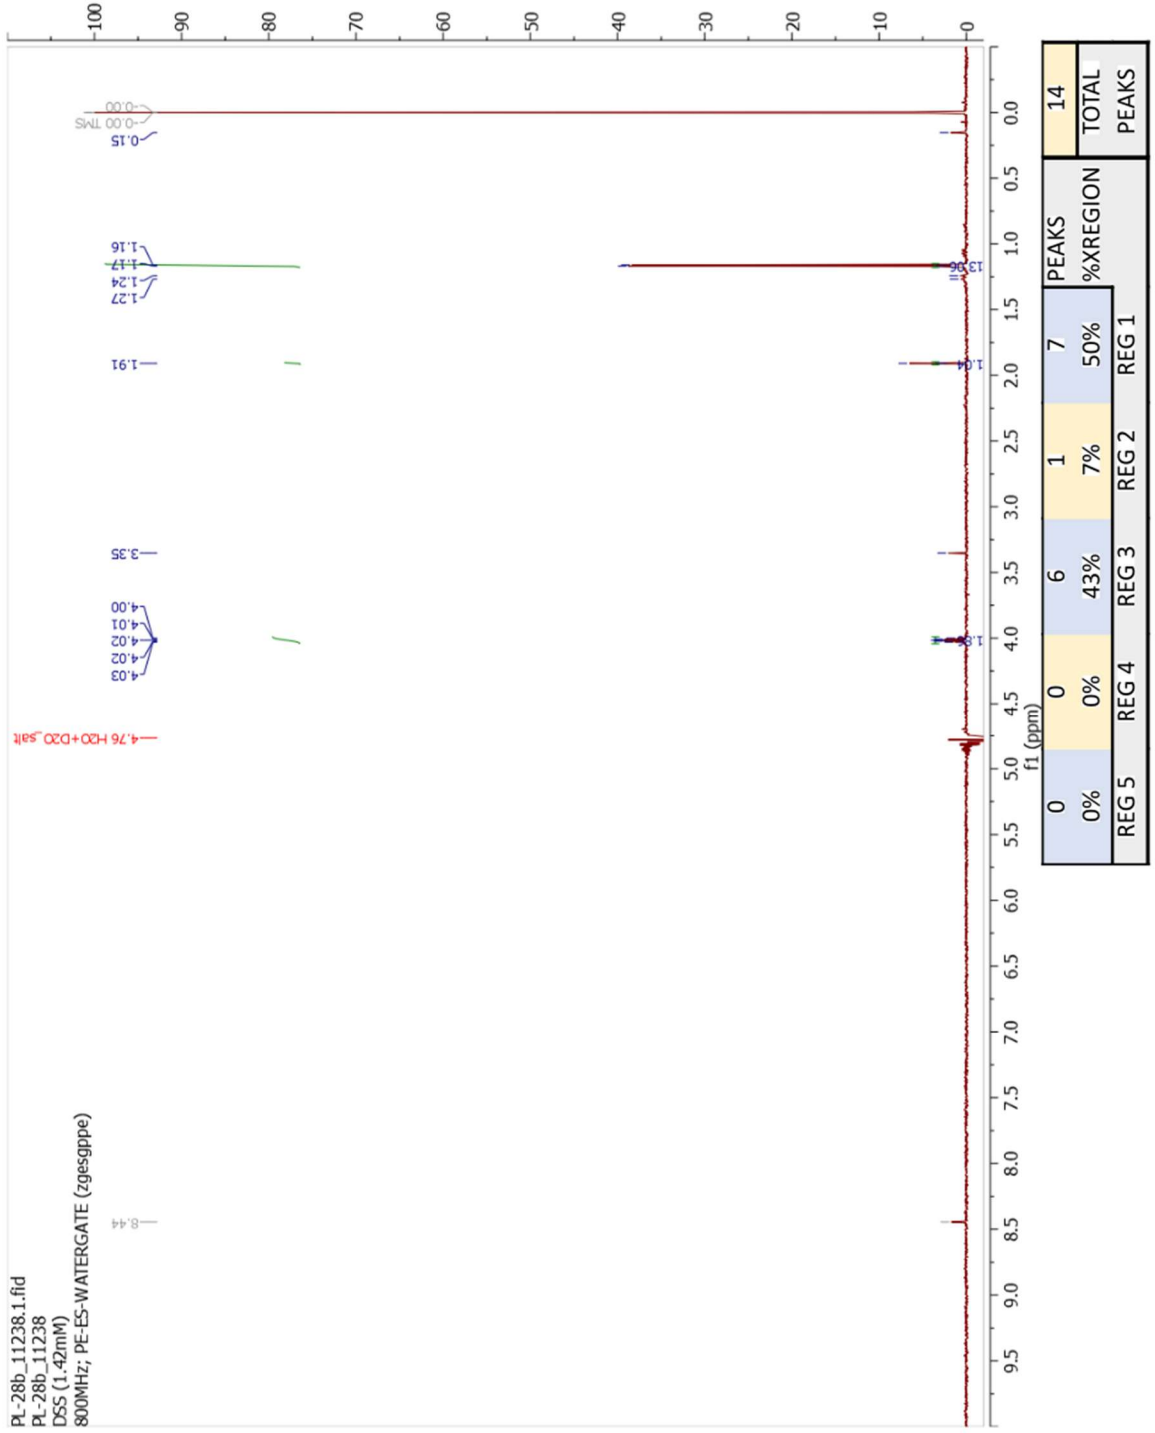 PL-28b_11238.1.fid
PL-28b_11238
DSS (1.42mM)
800MHz; PE-ES-WATERGATE (zgesgppe)
8.44
4.76 H2O+D2O_salt
4.03
4.02
4.02
4.01
4.00
3.35
1.91
1.27
1.24
1.17
1.16
0.15
-0.00 TMS
-0.00
100
90
80
70
60
50
40
30
20
10
0
1.04
13.06
9.5 9.0 8.5 8.0 7.5 7.0 6.5 6.0 5.5 5.0 4.5 4.0 3.5 3.0 2.5 2.0 1.5 1.0 0.5 0.0
f1 (ppm)
0 0 6 1 7 PEAKS 14
0% 0% 43% 7% 50% %XREGION TOTAL
REG 5 REG 4 REG 3 REG 2 REG 1 PEAKS